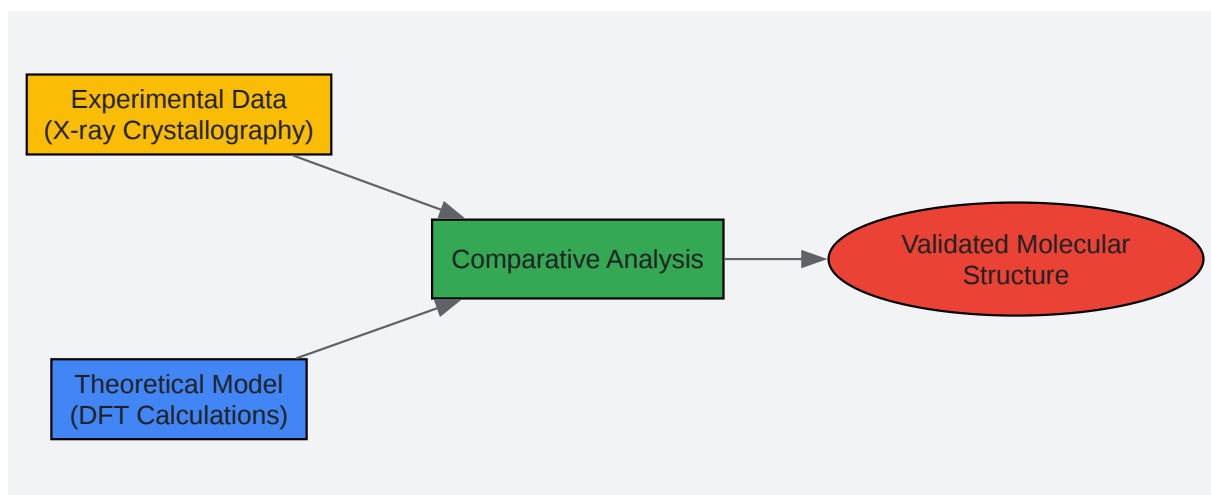 Experimental Data
(X-ray Crystallography)
Comparative Analysis
Validated Molecular
Structure
Theoretical Model
(DFT Calculations)